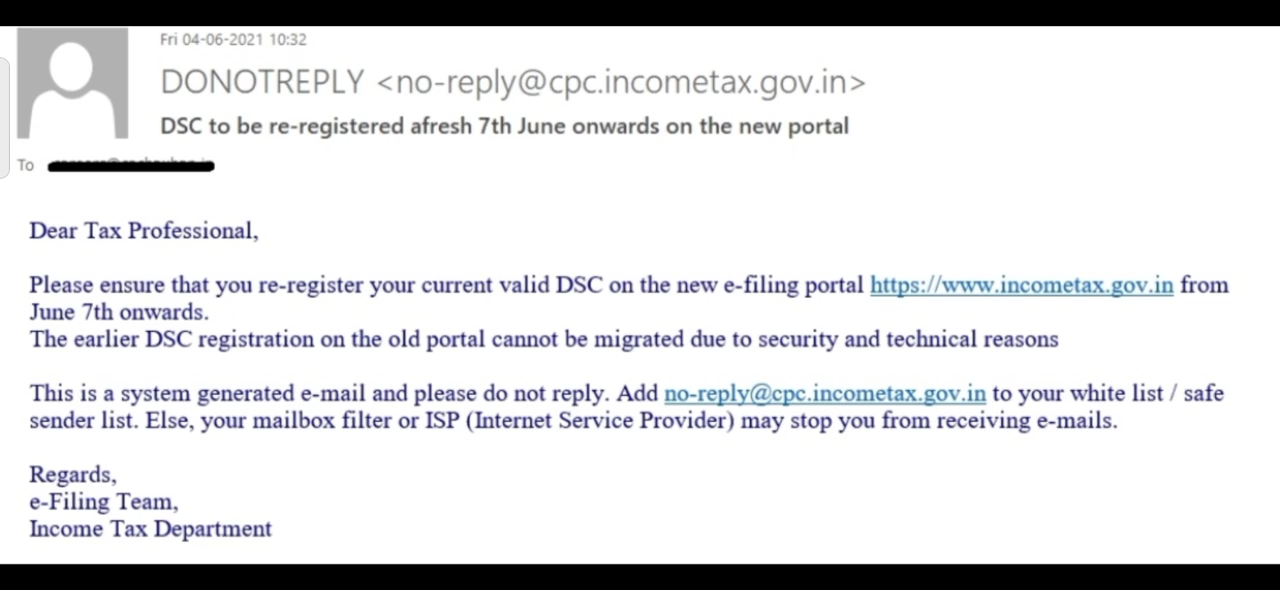 Fri 04-06-2021 10:32
DONOTREPLY <no-reply@cpc.incometax.gov.in>
DSC to be re-registered afresh 7th June onwards on the new portal
To
Dear Tax Professional,
Please ensure that you re-register your current valid DSC on the new e-filing portal https://www.incometax.gov.in from
June 7th onwards.
The earlier DSC registration on the old portal cannot be migrated due to security and technical reasons
This is a system generated e-mail and please do not reply. Add no-reply@cpc.incometax.gov.in to your white list / safe
sender list. Else, your mailbox filter or ISP (Internet Service Provider) may stop you from receiving e-mails.
Regards,
e-Filing Team,
Income Tax Department